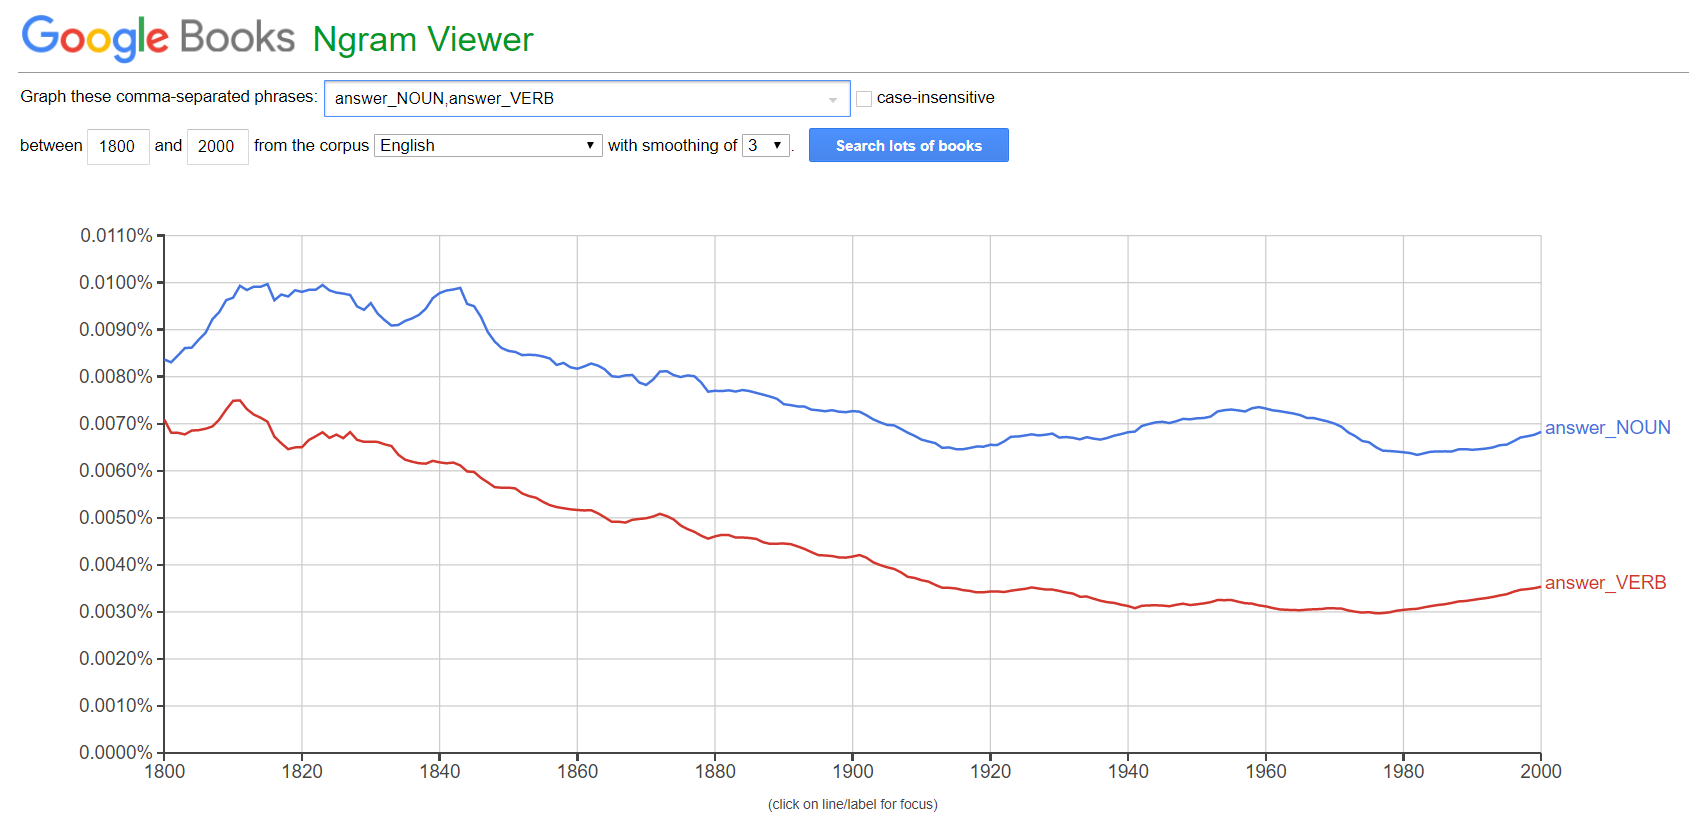 Google Books Ngram Viewer
Graph these comma-separated phrases: answer_NOUN,answer_VERB case-insensitive
between 1800 and 2000 from the corpus English with smoothing of 3. Search lots of books
0.0110%
0.0100%
0.0090%
0.0080%
0.0070%
answer_NOUN
0.0060%
0.0050%
0.0040%
answer_VERB
0.0030%
0.0020%
0.0010%
0.0000%
1800 1820 1840 1860 1880 1900 1920 1940 1960 1980 2000
(click on line/label for focus)